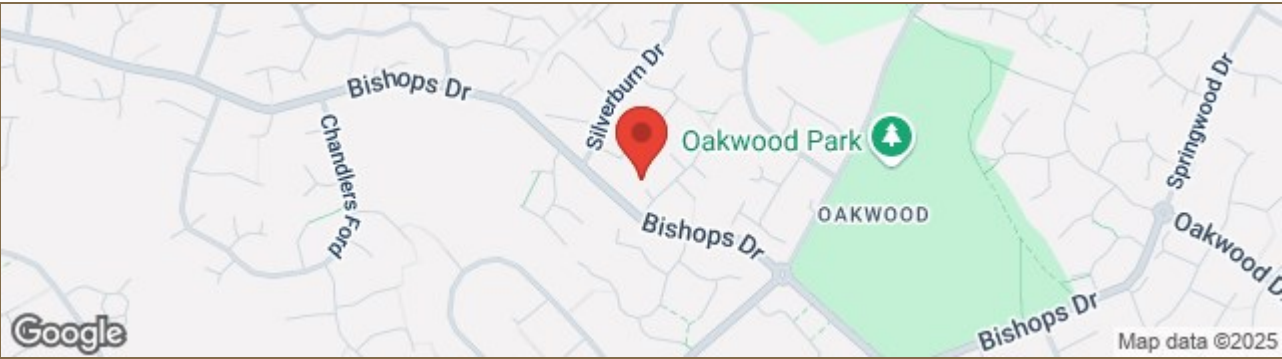 Bishops Dr
Silverburn Dr
Chandlers Ford
Oakwood Park
OAKWOOD
Springwood Dr
Bishops Dr
Oakwood D
Bishops Dr
Google
Map data ©2025